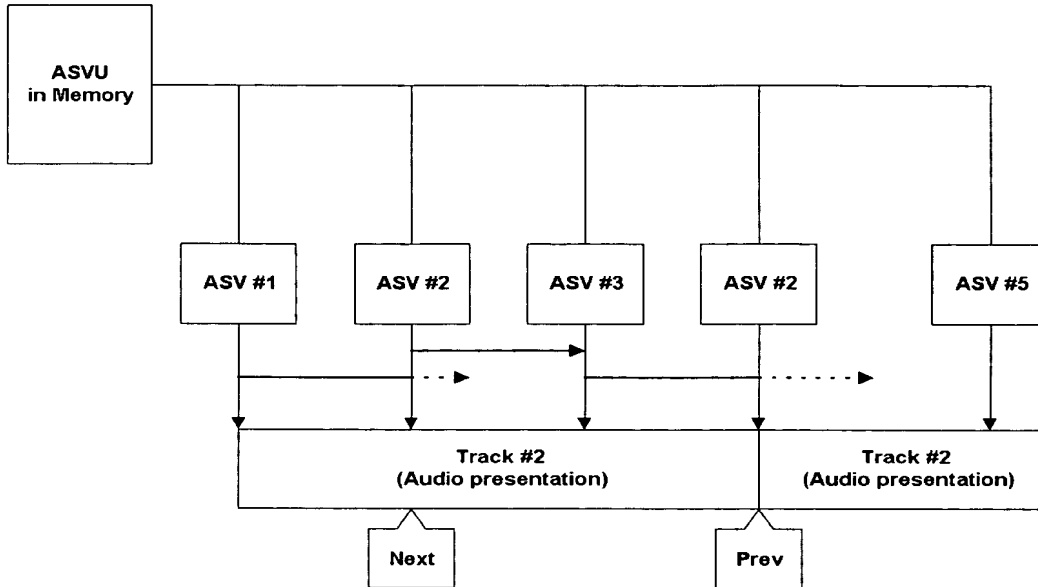 ASVU
in Memory
ASV #1
ASV #2
ASV #3
ASV #2
ASV #5
Track #2
(Audio presentation)
Track #2
(Audio presentation)
Next
Prev